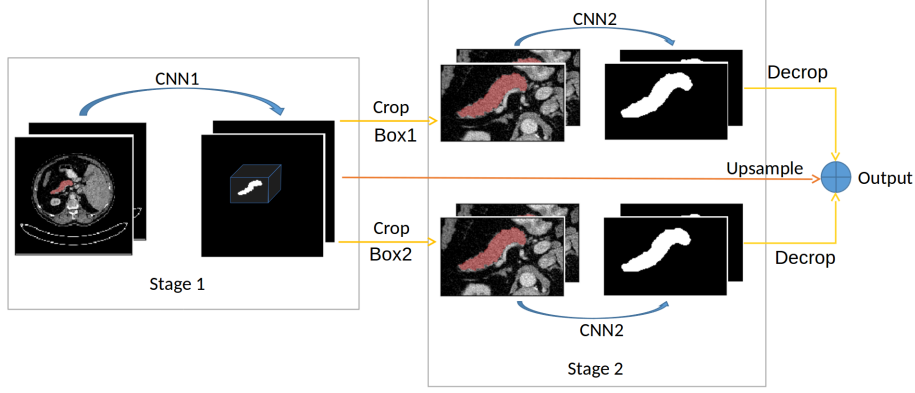 CNN1
Stage 1
Crop
Box1
Crop
Box2
CNN2
CNN2
Stage 2
Decrop
Upsample
Output
Decrop